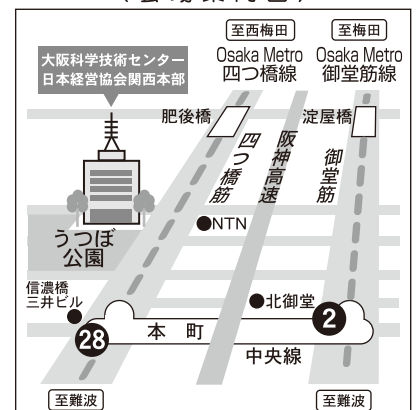 (会場案内図)
至西梅田
至梅田
Osaka Metro
四つ橋線
Osaka Metro
御堂筋線
大阪科学技術センター
日本経営協会関西本部
肥後橋
淀屋橋
四つ橋筋
阪神高速
御堂筋
●NTN
うつぼ
公園
信濃橋
三井ビル
●北御堂
2
28
本町
中央線
至難波
至難波